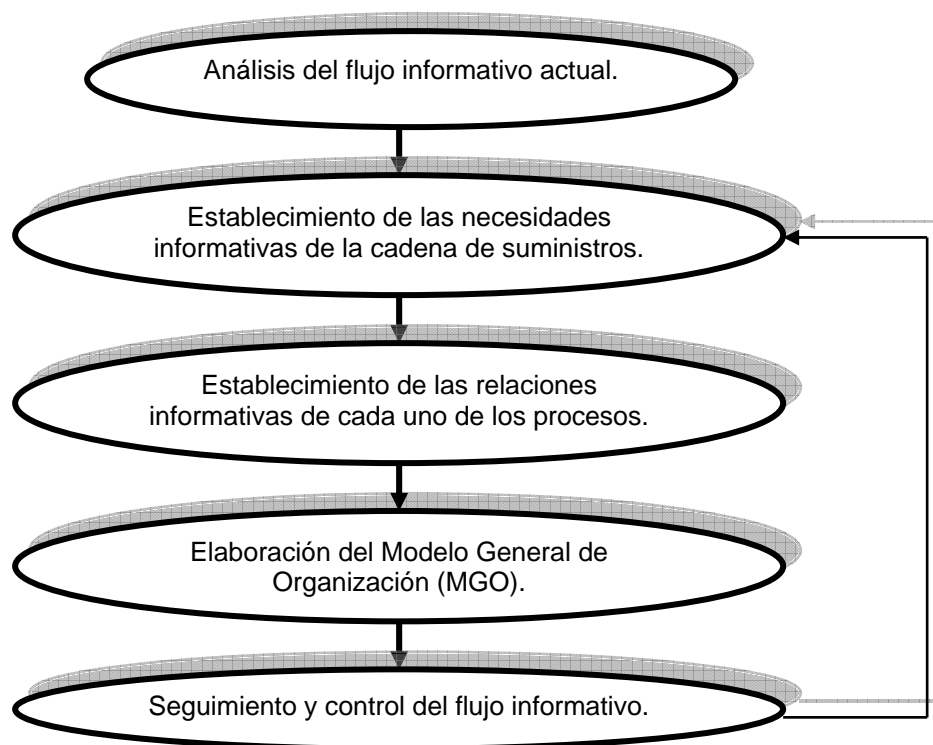 Análisis del flujo informativo actual.
Establecimiento de las necesidades
informativas de la cadena de suministros.
Establecimiento de las relaciones
informativas de cada uno de los procesos.
Elaboración del Modelo General de
Organización (MGO).
Seguimiento y control del flujo informativo.